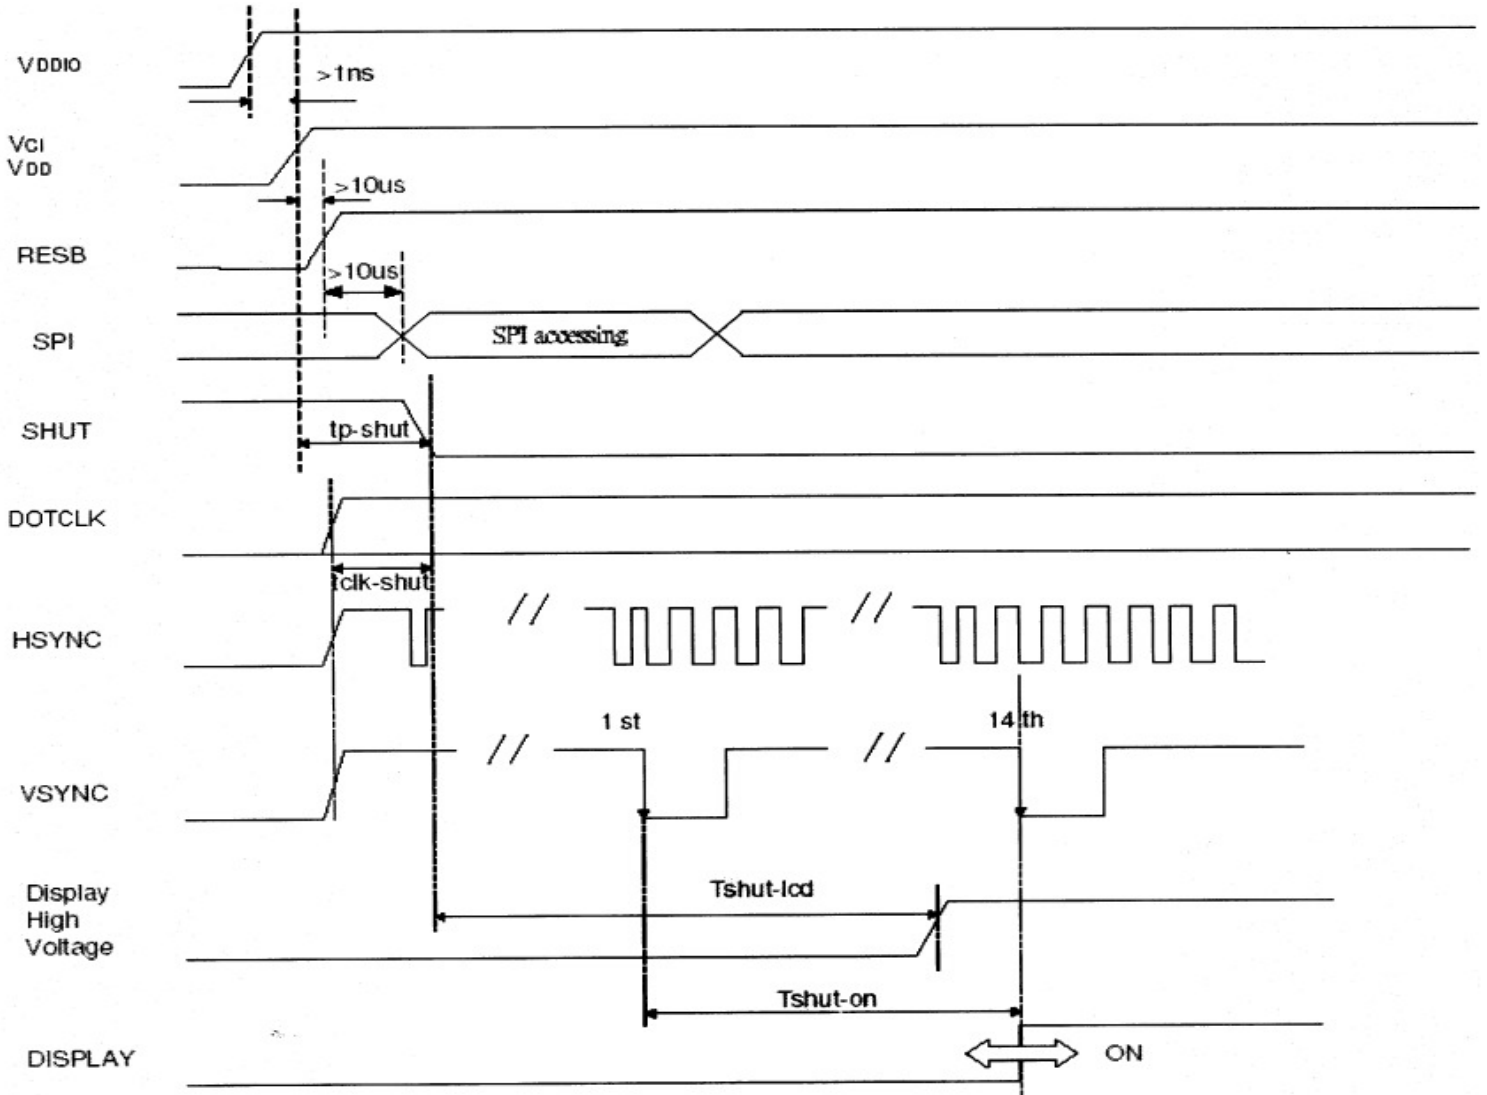 VDDIO
>1ns
VCI
VDD
>10us
RESB
>10us
SPI
SPI accessing
SHUT
tp-shut
DOTCLK
tclk-shut
HSYNC
1 st
14 th
VSYNC
Display
High
Voltage
Tshut-lcd
Tshut-on
DISPLAY
ON